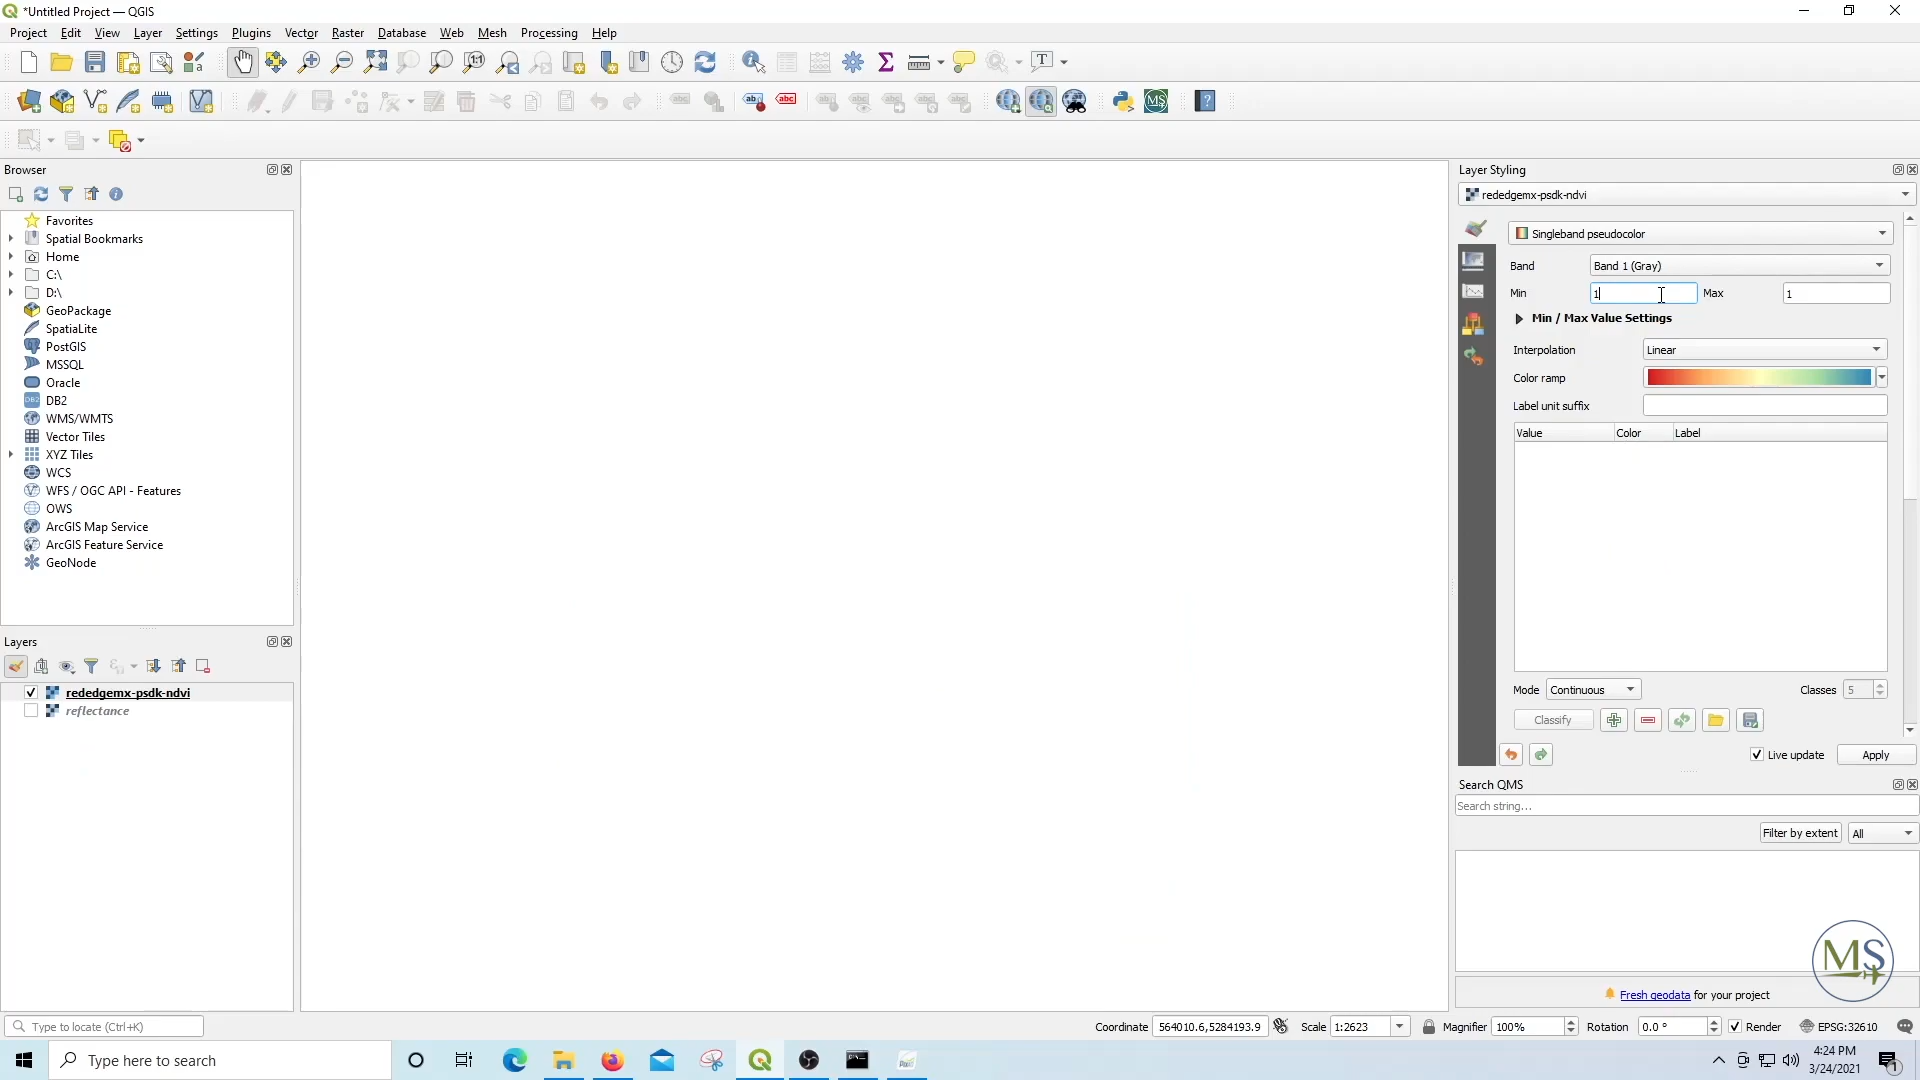 *Untitled Project — QGIS
Project Edit View Layer Settings Plugins Vector Raster Database Web Mesh Processing Help
Browser
Favorites
Spatial Bookmarks
Home
C:\
D:\
GeoPackage
SpatiaLite
PostGIS
MSSQL
Oracle
DB2
WMS/WMTS
Vector Tiles
XYZ Tiles
WCS
WFS / OGC API - Features
OWS
ArcGIS Map Service
ArcGIS Feature Service
GeoNode
Layers
rededgemx-psdk-ndvi
reflectance
Layer Styling
rededgemx-psdk-ndvi
Singleband pseudocolor
Band Band 1 (Gray)
Min 1 Max 1
Min / Max Value Settings
Interpolation Linear
Color ramp
Label unit suffix
Value Color Label
Mode Continuous Classes 5
Classify
Live update Apply
Search QMS
Search string...
Filter by extent All
MS
Fresh geodata for your project
Type to locate (Ctrl+K)
Coordinate 564010.6,5284193.9 Scale 1:2623 Magnifier 100% Rotation 0.0 ° Render EPSG:32610
Type here to search
4:24 PM
3/24/2021